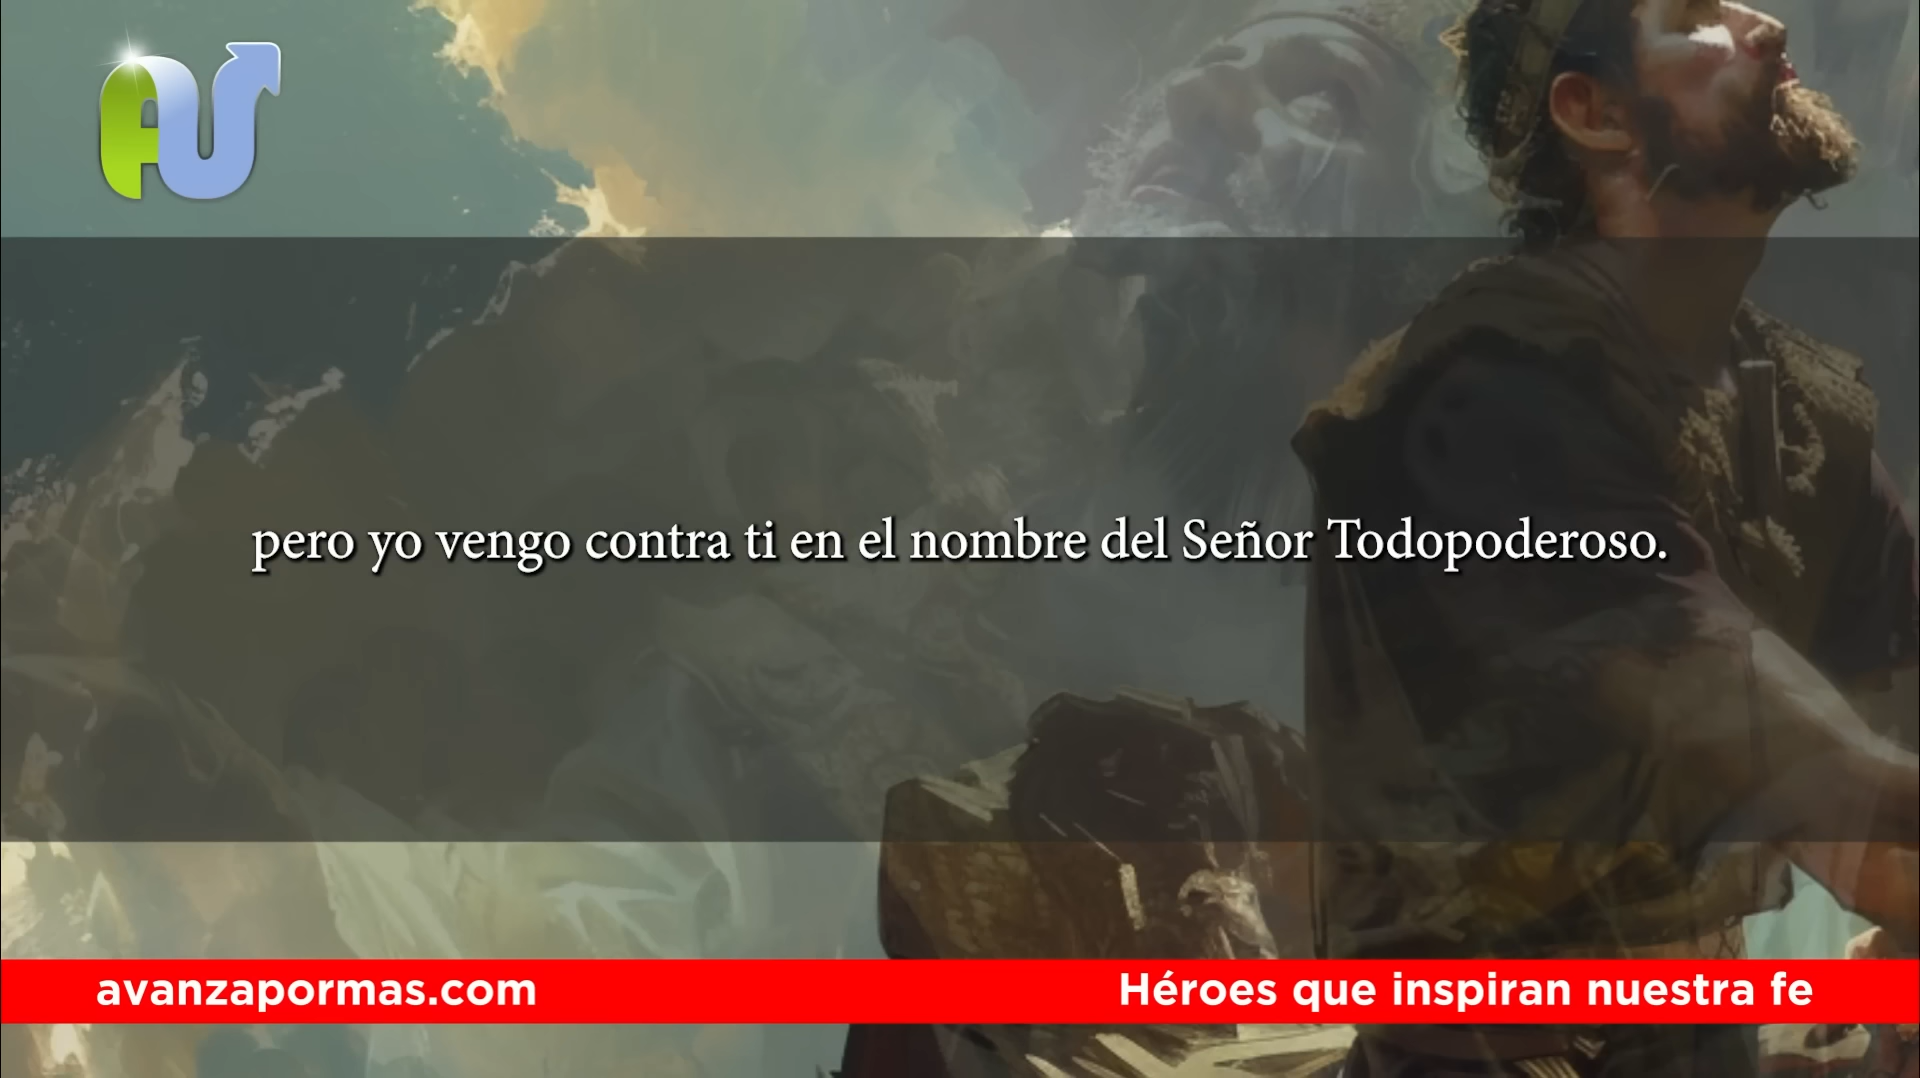 pero yo vengo contra ti en el nombre del Señor Todopoderoso.
avanzapormas.com
Héroes que inspiran nuestra fe